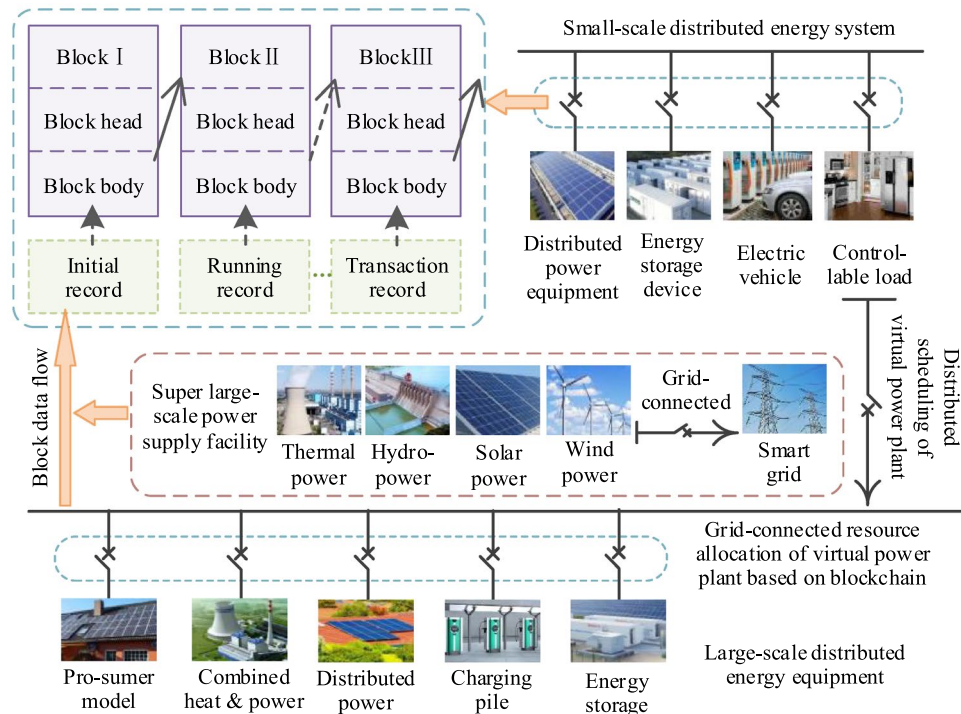 Small-scale distributed energy system
Block Ⅰ
Block Ⅱ
BlockⅢ
Block head
Block head
Block head
Block body
Block body
Block body
Initial
record
Running
record
Transaction
record
Distributed
power
equipment
Energy
storage
device
Electric
vehicle
Control-
lable load
Block data flow
Super large-
scale power
supply facility
Thermal
power
Hydro-
power
Solar
power
Wind
power
Grid-
connected
Smart
grid
Distributed
scheduling of
virtual power plant
Grid-connected resource
allocation of virtual power
plant based on blockchain
Pro-sumer
model
Combined
heat & power
Distributed
power
Charging
pile
Energy
storage
Large-scale distributed
energy equipment